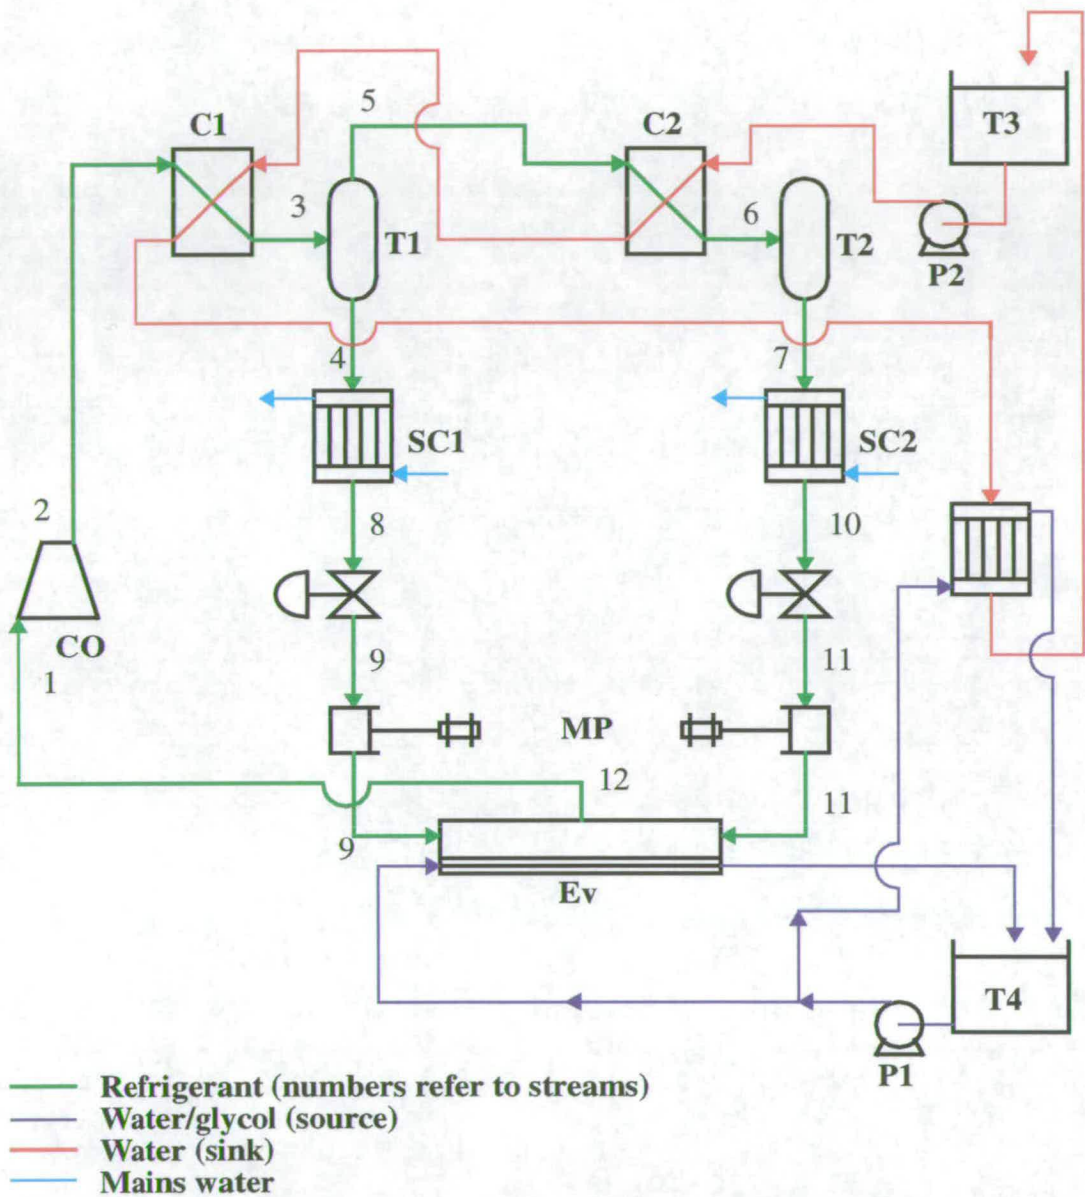 5
C1
C2
T3
3
6
T1
T2
P2
4
7
SC1
SC2
2
8
10
CO
1
9
11
MP
12
11
9
Ev
T4
P1
Refrigerant (numbers refer to streams)
Water/glycol (source)
Water (sink)
Mains water